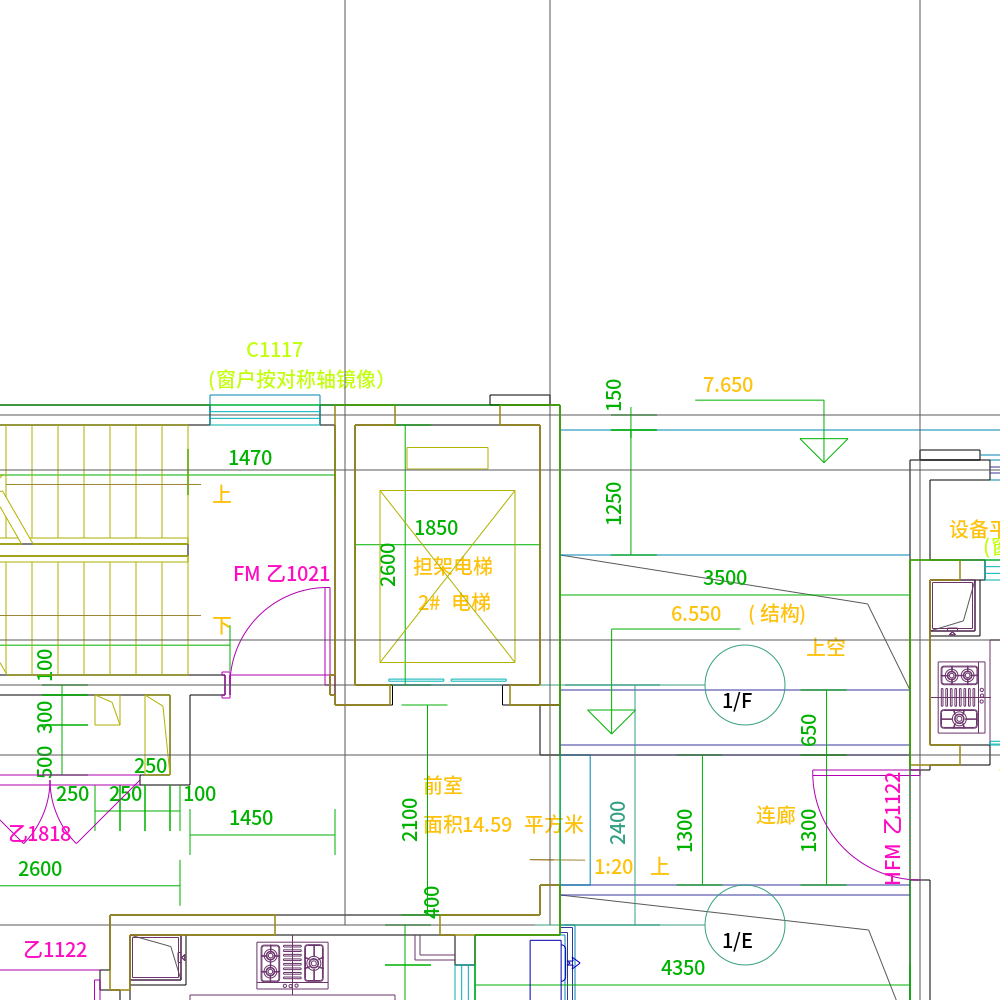 C1117
(窗户按对称轴镜像)
150
7.650
1470
上
1250
1850
2600
担架电梯
2# 电梯
FM 乙1021
设备平
(窗
3500
6.550 (结构)
上空
下
100
300
500
1/F
650
250
250 250 100
1450
前室
面积14.59 平方米
2100
2400
1300
连廊
1300
HFM 乙1122
乙1818
2600
1:20 上
400
乙1122
1/E
4350